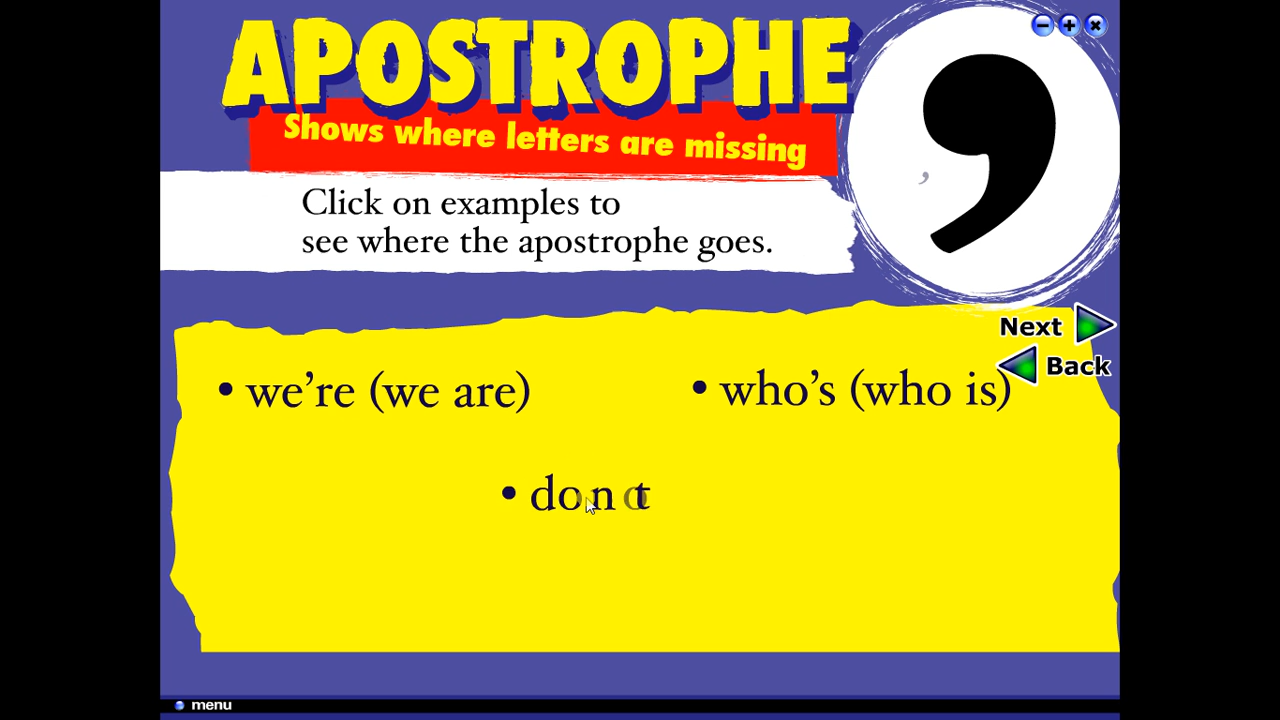 APOSTROPHE
Shows where letters are missing
Click on examples to
see where the apostrophe goes.
Next
Back
• we’re (we are)
• who’s (who is)
• do n o t
menu